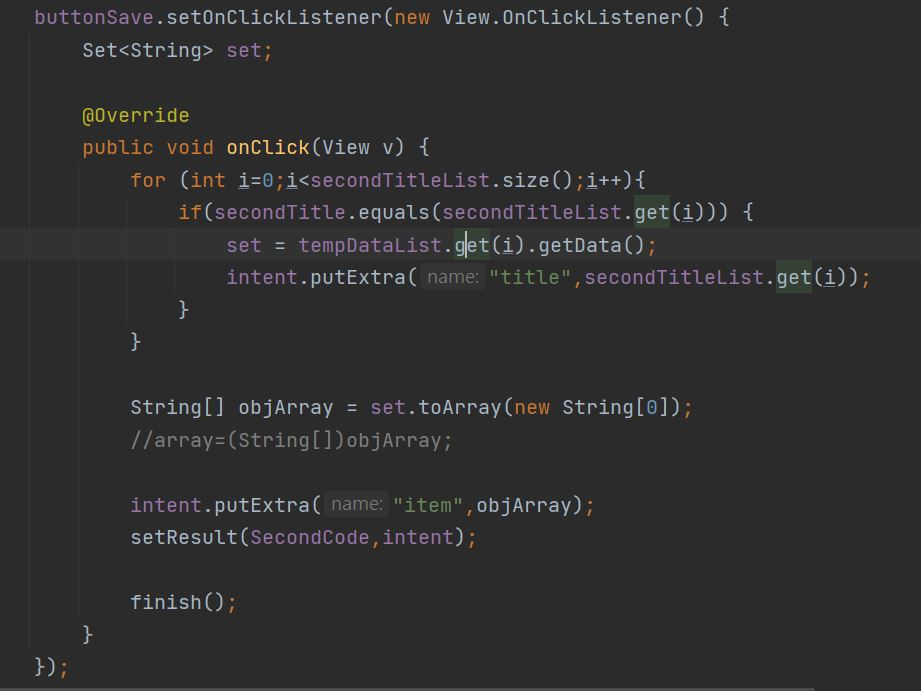 buttonSave.setOnClickListener(new View.OnClickListener() {
Set<String> set;
@Override
public void onClick(View v) {
for (int i=0;i<secondTitleList.size();i++){
if(secondTitle.equals(secondTitleList.get(i))) {
set = tempDataList.get(i).getData();
intent.putExtra( name: "title",secondTitleList.get(i));
}
}
String[] objArray = set.toArray(new String[0]);
//array=(String[])objArray;
intent.putExtra( name: "item",objArray);
setResult(SecondCode,intent);
finish();
}
});